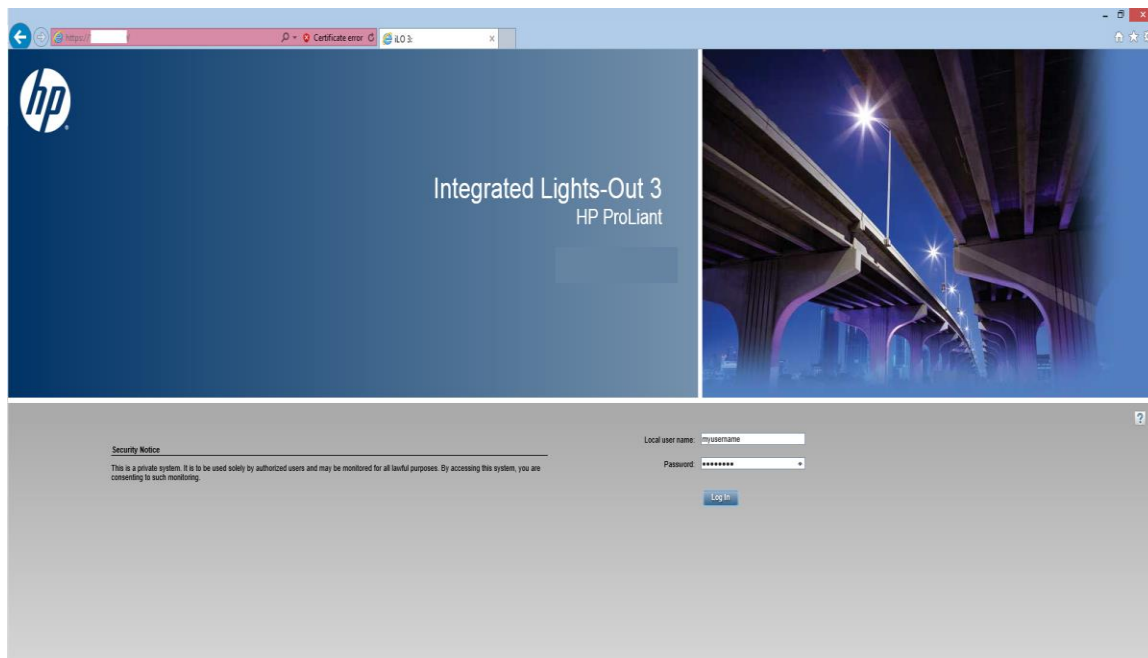 https://
Certificate error
iLO 3:
hp
Integrated Lights-Out 3
HP ProLiant
Security Notice
This is a private system. It is to be used solely by authorized users and may be monitored for all lawful purposes. By accessing this system, you are
consenting to such monitoring.
Local user name: myusername
Password: ••••••••
Log In
?